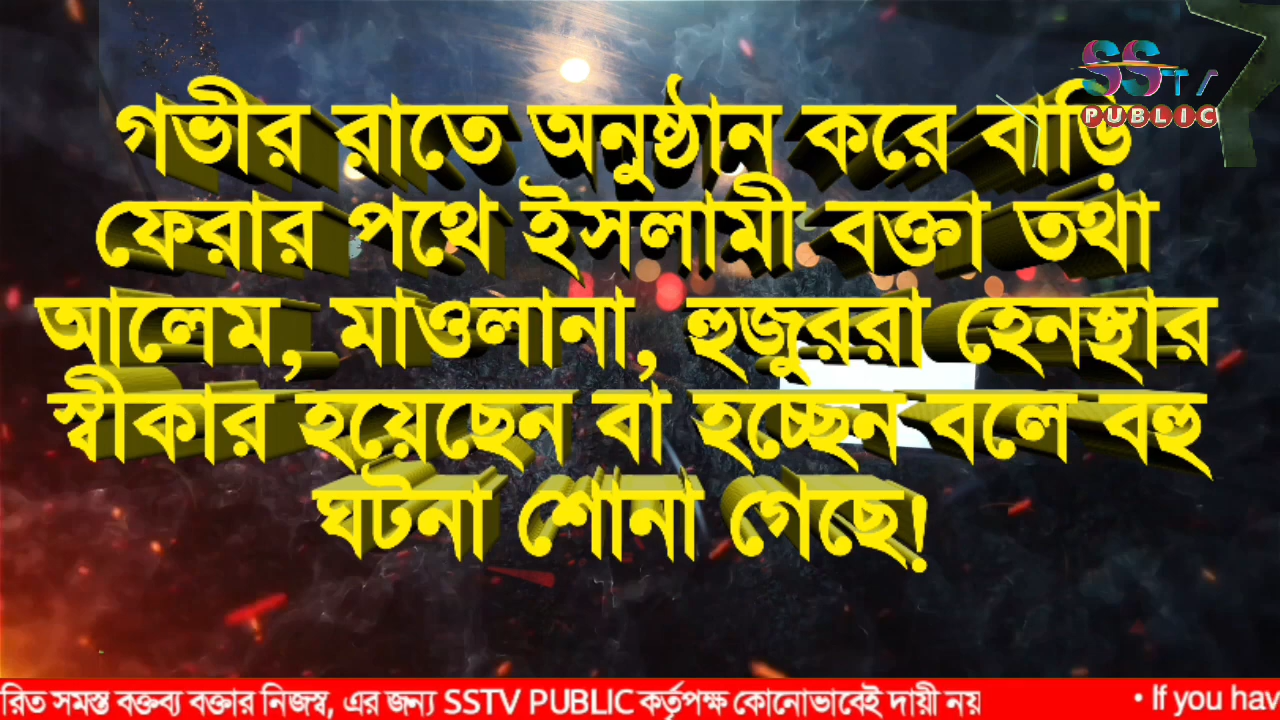 SSTV
PUBLIC
গভীর রাতে অনুষ্ঠান করে বাড়ি
ফেরার পথে ইসলামী বক্তা তথা
আলেম, মাওলানা, হুজুররা হেনস্থার
স্বীকার হয়েছেন বা হচ্ছেন বলে বহু
ঘটনা শোনা গেছে!
রিত সমস্ত বক্তব্য বক্তার নিজস্ব, এর জন্য SSTV PUBLIC কর্তৃপক্ষ কোনোভাবেই দায়ী নয় • If you hav